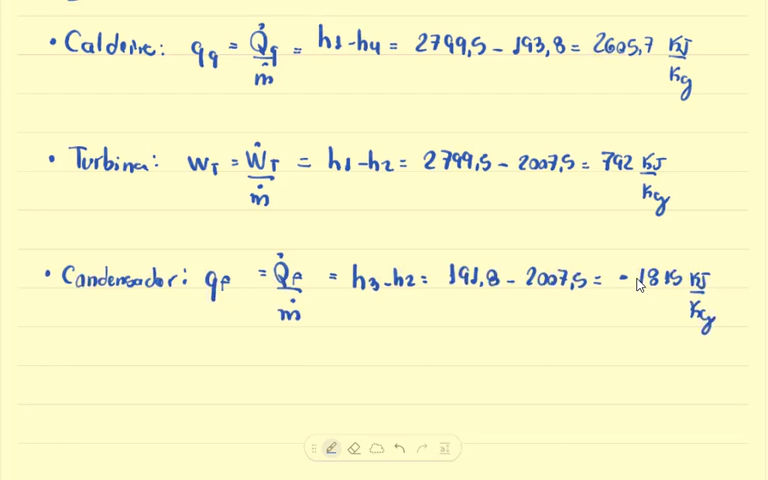 • Caldeira: qq = Q̇q/ṁ = h1-h4 = 2799,5 - 193,8 = 2605,7 KJ/Kg
• Turbina: wT = ẆT/ṁ = h1-h2 = 2799,5 - 2007,5 = 792 KJ/Kg
• Condensador: qF = Q̇F/ṁ = h3-h2 = 191,8 - 2007,5 = - 1815 KJ/Kg